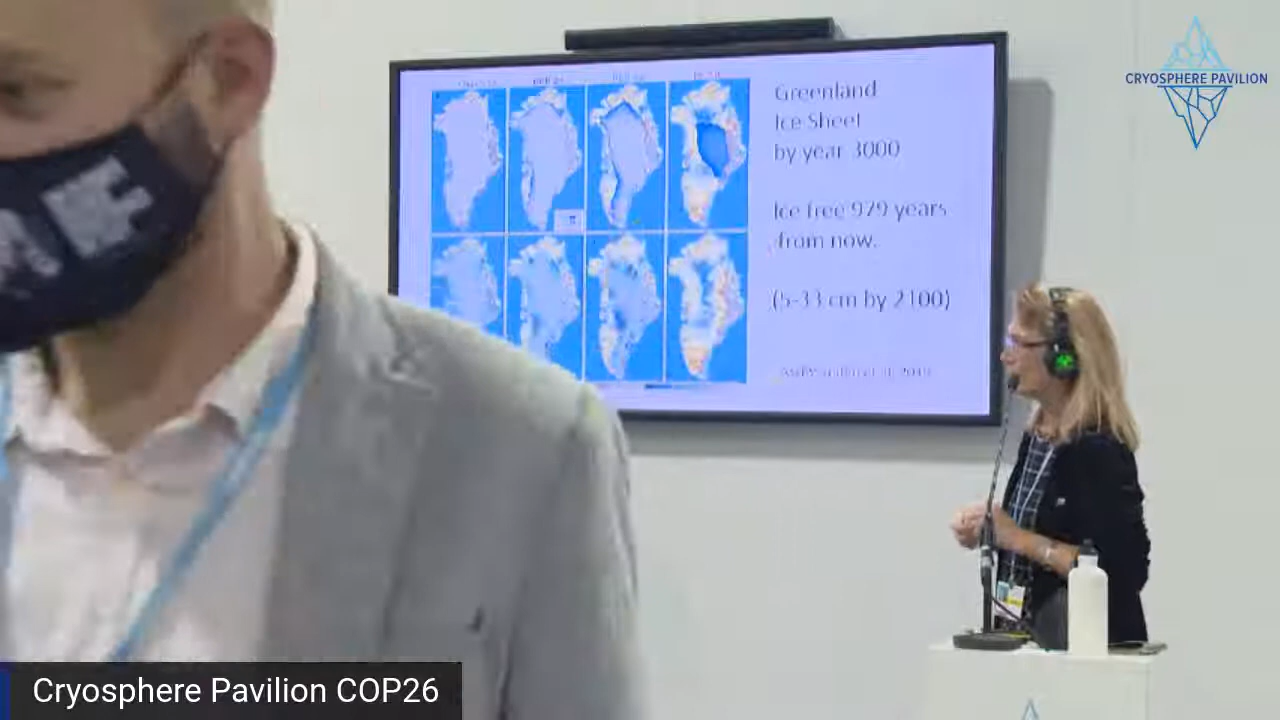 CRYOSPHERE PAVILION
Greenland
Ice Sheet
by year 3000
Ice free 979 years
from now.
(5-33 cm by 2100)
Cryosphere Pavilion COP26